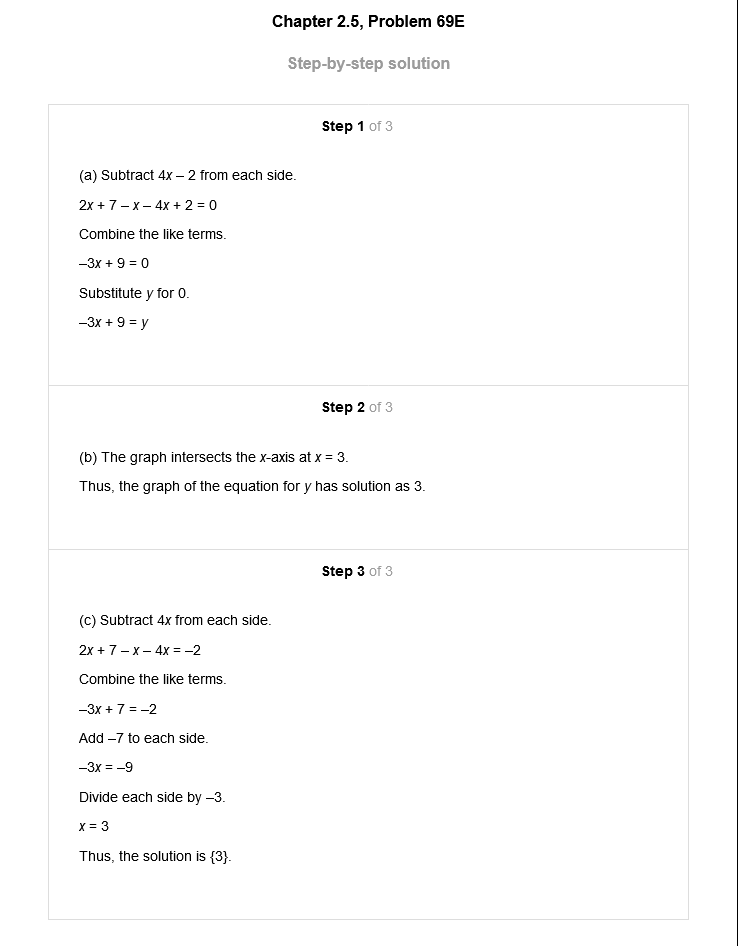 Chapter 2.5, Problem 69E
Step-by-step solution
Step 1 of 3
(a) Subtract 4x – 2 from each side.
2x + 7 – x – 4x + 2 = 0
Combine the like terms.
–3x + 9 = 0
Substitute y for 0.
–3x + 9 = y
Step 2 of 3
(b) The graph intersects the x-axis at x = 3.
Thus, the graph of the equation for y has solution as 3.
Step 3 of 3
(c) Subtract 4x from each side.
2x + 7 – x – 4x = –2
Combine the like terms.
–3x + 7 = –2
Add –7 to each side.
–3x = –9
Divide each side by –3.
x = 3
Thus, the solution is {3}.